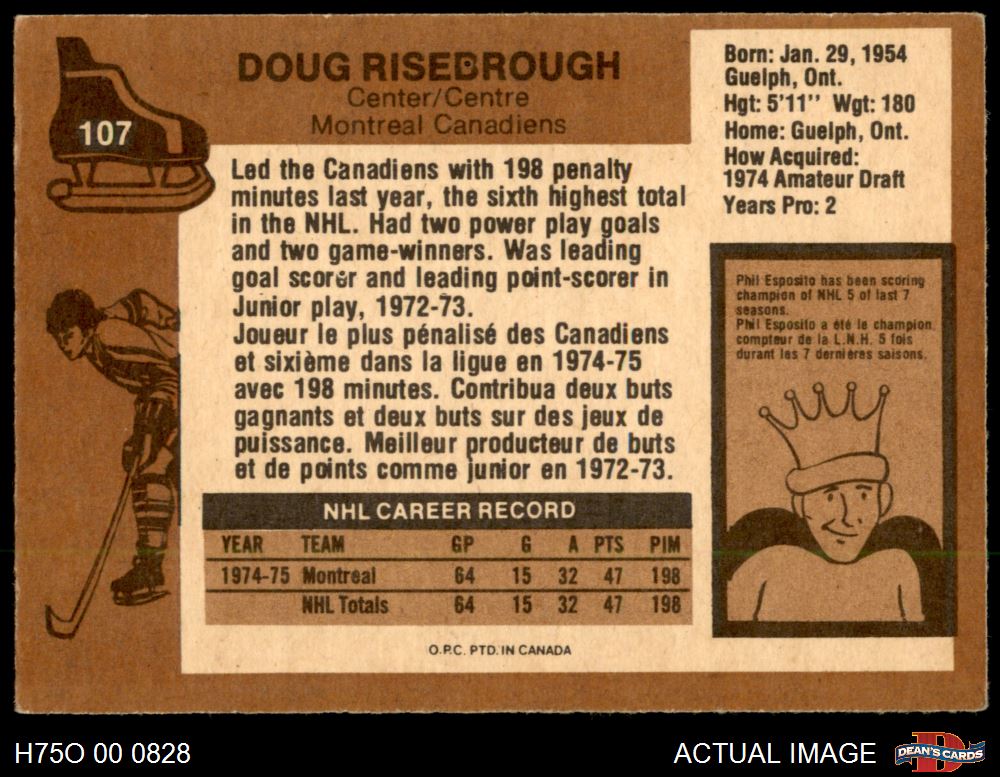 107
DOUG RISEBROUGH
Center/Centre
Montreal Canadiens
Born: Jan. 29, 1954
Guelph, Ont.
Hgt: 5'11'' Wgt: 180
Home: Guelph, Ont.
How Acquired:
1974 Amateur Draft
Years Pro: 2
Led the Canadiens with 198 penalty
minutes last year, the sixth highest total
in the NHL. Had two power play goals
and two game-winners. Was leading
goal scorer and leading point-scorer in
Junior play, 1972-73.
Joueur le plus pénalisé des Canadiens
et sixième dans la ligue en 1974-75
avec 198 minutes. Contribua deux buts
gagnants et deux buts sur des jeux de
puissance. Meilleur producteur de buts
et de points comme junior en 1972-73.
Phil Esposito has been scoring
champion of NHL 5 of last 7
seasons.
Phil Esposito a été le champion
compteur de la L.N.H. 5 fois
durant les 7 dernières saisons.
NHL CAREER RECORD
YEAR TEAM GP G A PTS PIM
1974-75 Montreal 64 15 32 47 198
NHL Totals 64 15 32 47 198
O.P.C. PTD. IN CANADA
H75O 00 0828
ACTUAL IMAGE
DEAN'S CARDS